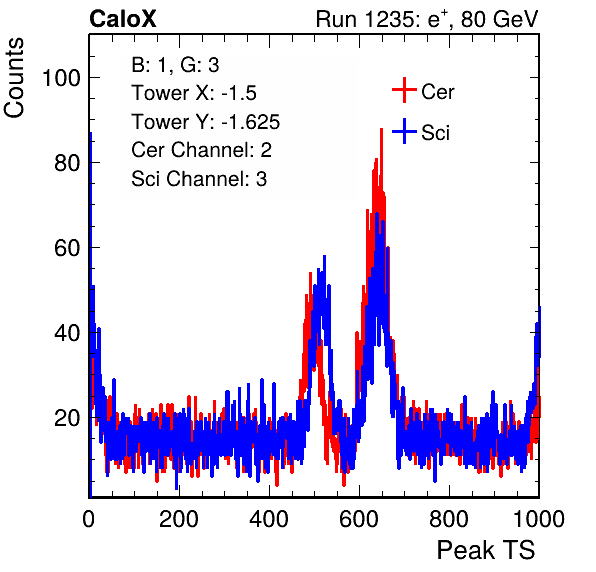 CaloX Run 1235: e⁺, 80 GeV
Counts
B: 1, G: 3
Tower X: -1.5
Tower Y: -1.625
Cer Channel: 2
Sci Channel: 3
Cer
Sci
100
80
60
40
20
0 200 400 600 800 1000
Peak TS